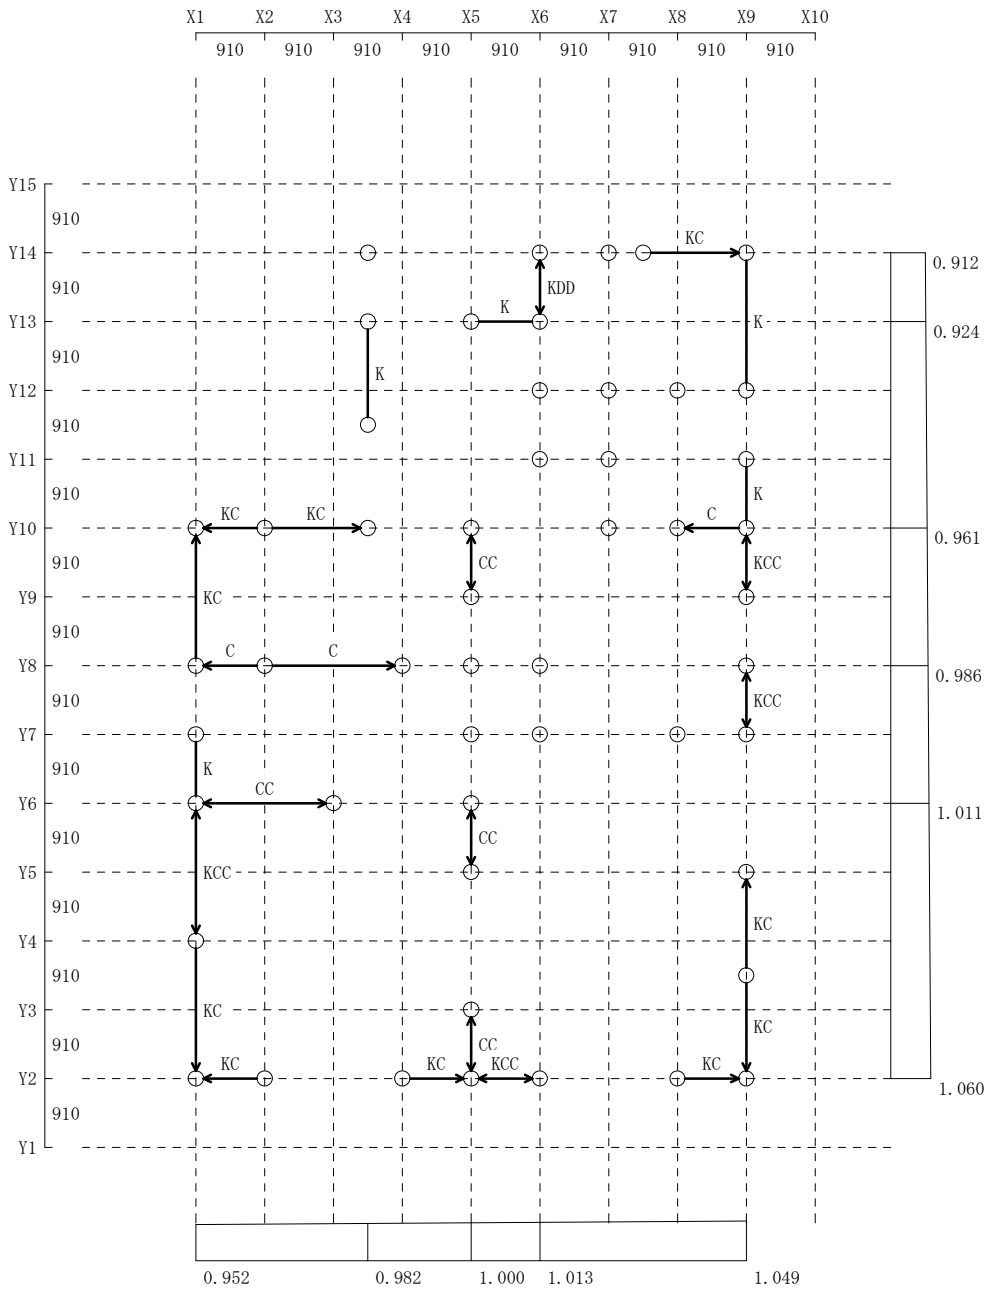 X1 X2 X3 X4 X5 X6 X7 X8 X9 X10
910 910 910 910 910 910 910 910 910
Y15
910
KC
Y14
0.912
910
KDD
K
Y13
K
0.924
910
K
Y12
910
Y11
910
K
KC KC C
Y10
0.961
910
CC
KCC
Y9
KC
910
C C
Y8
0.986
910
KCC
Y7
910
K
CC
Y6
1.011
910
CC
Y5
KCC
910
KC
Y4
910
Y3
KC
KC
910
CC
KC KC KCC KC
Y2
1.060
910
Y1
0.952 0.982 1.000 1.013 1.049